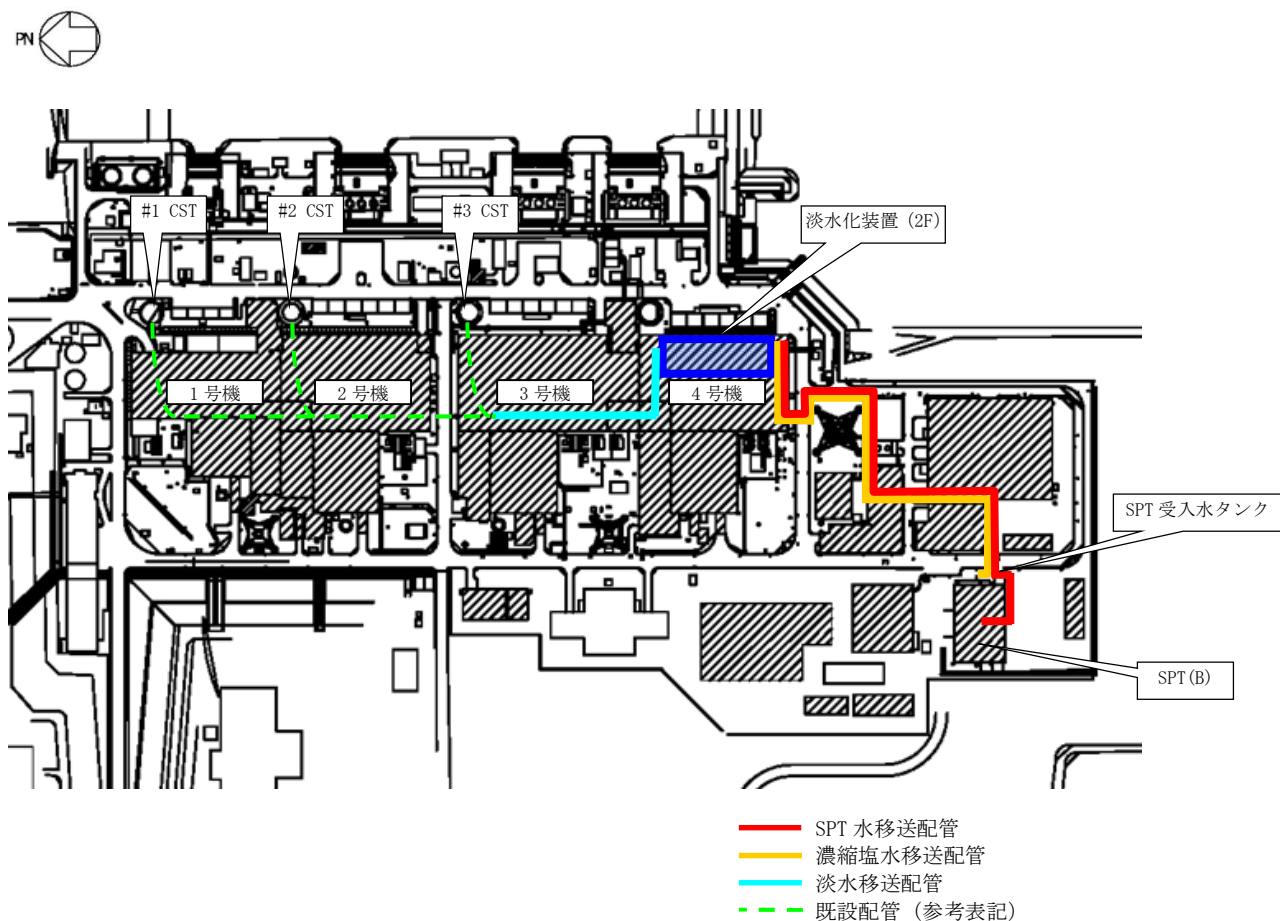 PN
#1 CST
#2 CST
#3 CST
淡水化装置 (2F)
1 号機
2 号機
3 号機
4 号機
SPT 受入水タンク
SPT(B)
SPT 水移送配管
濃縮塩水移送配管
淡水移送配管
既設配管（参考表記）